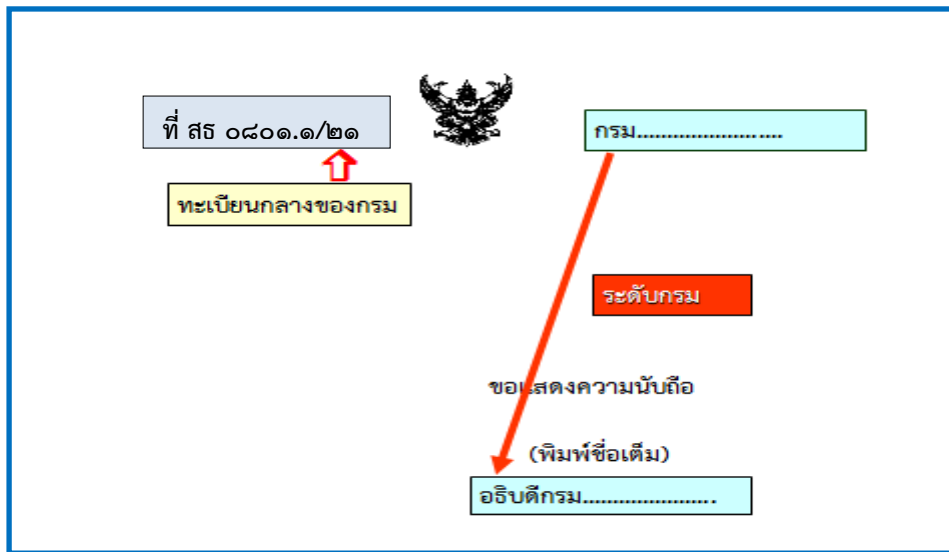 ที่ สธ ๐๘๐๑.๑/๒๑
กรม........................
ทะเบียนกลางของกรม
ระดับกรม
ขอแสดงความนับถือ
(พิมพ์ชื่อเต็ม)
อธิบดีกรม......................